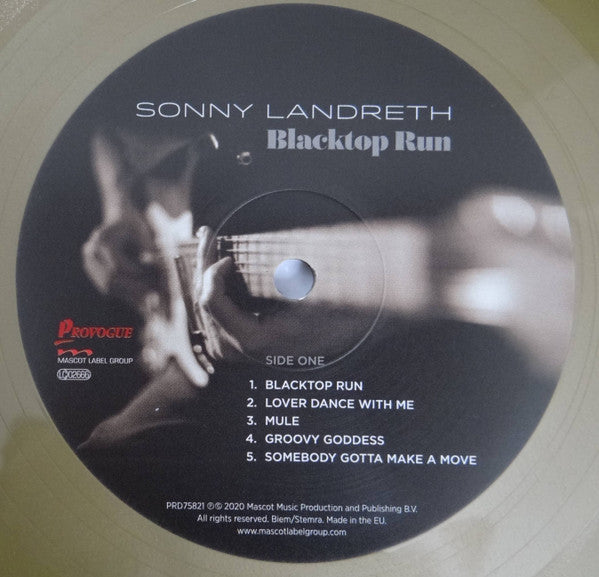 SONNY LANDRETH
Blacktop Run
PROVOGUE
MASCOT LABEL GROUP
LC02666
SIDE ONE
1. BLACKTOP RUN
2. LOVER DANCE WITH ME
3. MULE
4. GROOVY GODDESS
5. SOMEBODY GOTTA MAKE A MOVE
PRD75821 ℗© 2020 Mascot Music Production and Publishing B.V.
All rights reserved. Biem/Stemra. Made in the EU.
www.mascotlabelgroup.com